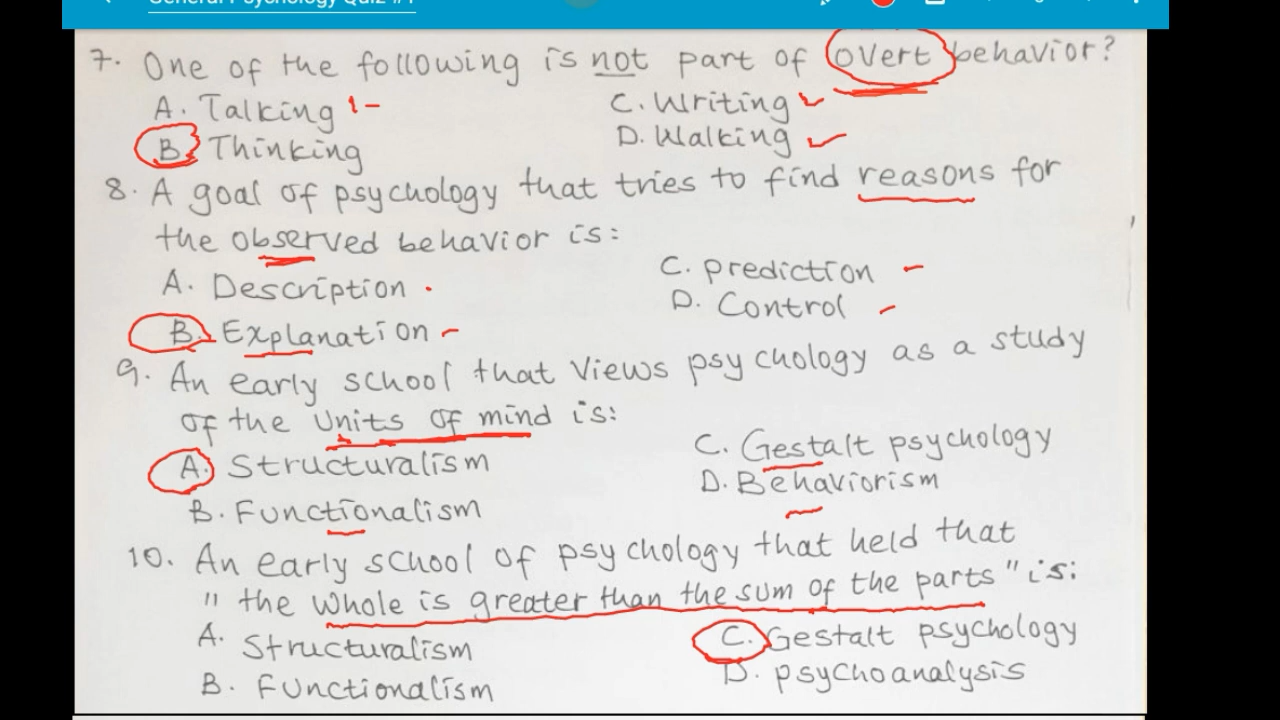 General Psychology Quiz #1
7. One of the following is not part of overt behavior?
A. Talking
C. Writing
B. Thinking
D. Walking
8. A goal of psychology that tries to find reasons for
the observed behavior is:
A. Description
C. prediction
B. Explanation
D. Control
9. An early school that views psychology as a study
of the units of mind is:
A. Structuralism
C. Gestalt psychology
B. Functionalism
D. Behaviorism
10. An early school of psychology that held that
"the whole is greater than the sum of the parts" is:
A. Structuralism
C. Gestalt psychology
B. Functionalism
D. psychoanalysis